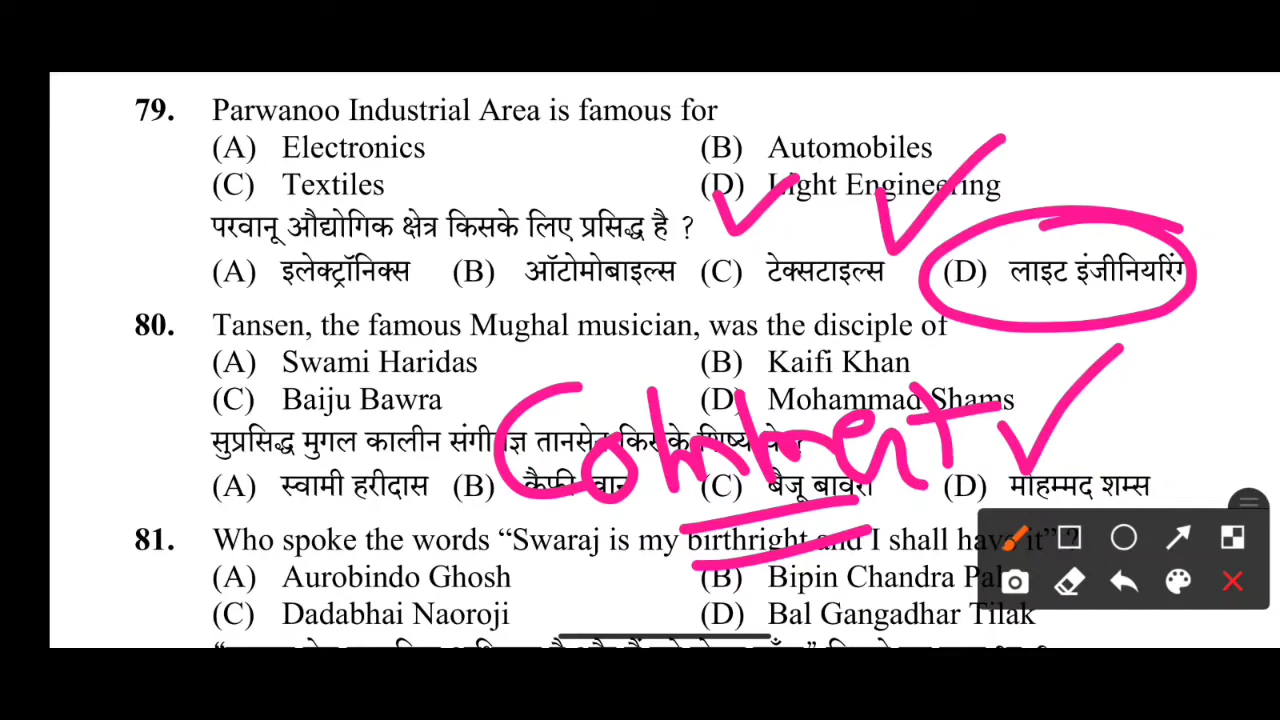 79. Parwanoo Industrial Area is famous for
(A) Electronics (B) Automobiles
(C) Textiles (D) Light Engineering
परवानू औद्योगिक क्षेत्र किसके लिए प्रसिद्ध है ?
(A) इलेक्ट्रॉनिक्स (B) ऑटोमोबाइल्स (C) टेक्सटाइल्स (D) लाइट इंजीनियरिंग
80. Tansen, the famous Mughal musician, was the disciple of
(A) Swami Haridas (B) Kaifi Khan
(C) Baiju Bawra (D) Mohammad Shams
सुप्रसिद्ध मुगल कालीन संगीतज्ञ तानसेन किसके शिष्य थे ?
Comment
(A) स्वामी हरीदास (B) कैफी खान (C) बैजू बावरा (D) मोहम्मद शम्स
81. Who spoke the words “Swaraj is my birthright and I shall have it” ?
(A) Aurobindo Ghosh (B) Bipin Chandra Pal
(C) Dadabhai Naoroji (D) Bal Gangadhar Tilak